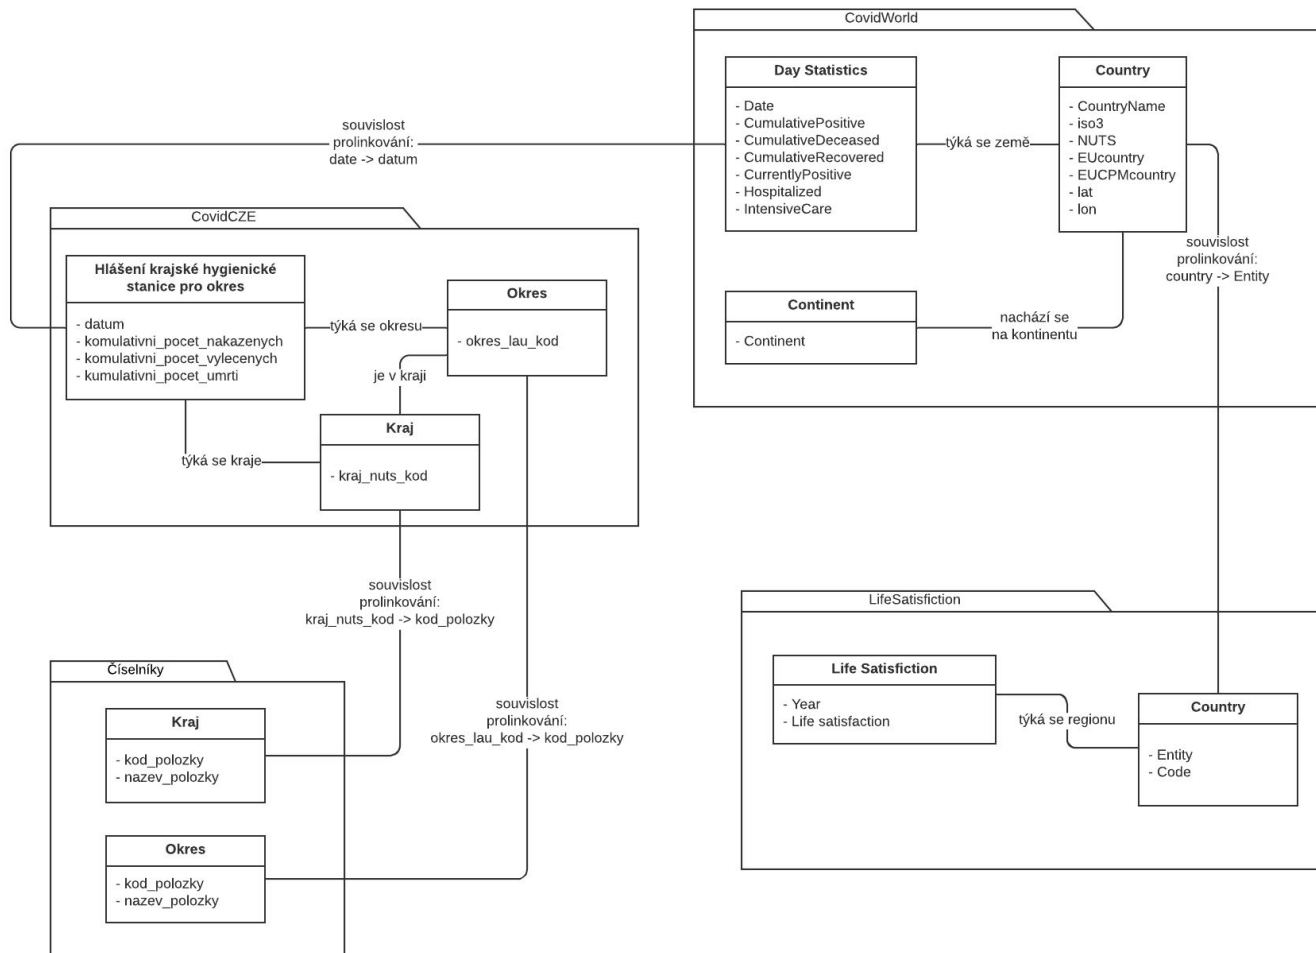 CovidWorld
Day Statistics
- Date
- CumulativePositive
- CumulativeDeceased
- CumulativeRecovered
- CurrentlyPositive
- Hospitalized
- IntensiveCare
týká se země
Country
- CountryName
- iso3
- NUTS
- EUcountry
- EUCPMcountry
- lat
- lon
Continent
- Continent
nachází se
na kontinentu
souvislost
prolinkování:
date -> datum
souvislost
prolinkování:
country -> Entity
CovidCZE
Hlášení krajské hygienické
stanice pro okres
- datum
- komulativni_pocet_nakazenych
- komulativni_pocet_vylecenych
- kumulativni_pocet_umrti
týká se okresu
Okres
- okres_lau_kod
je v kraji
Kraj
- kraj_nuts_kod
týká se kraje
souvislost
prolinkování:
kraj_nuts_kod -> kod_polozky
souvislost
prolinkování:
okres_lau_kod -> kod_polozky
Číselníky
Kraj
- kod_polozky
- nazev_polozky
Okres
- kod_polozky
- nazev_polozky
LifeSatisfiction
Life Satisfiction
- Year
- Life satisfaction
týká se regionu
Country
- Entity
- Code